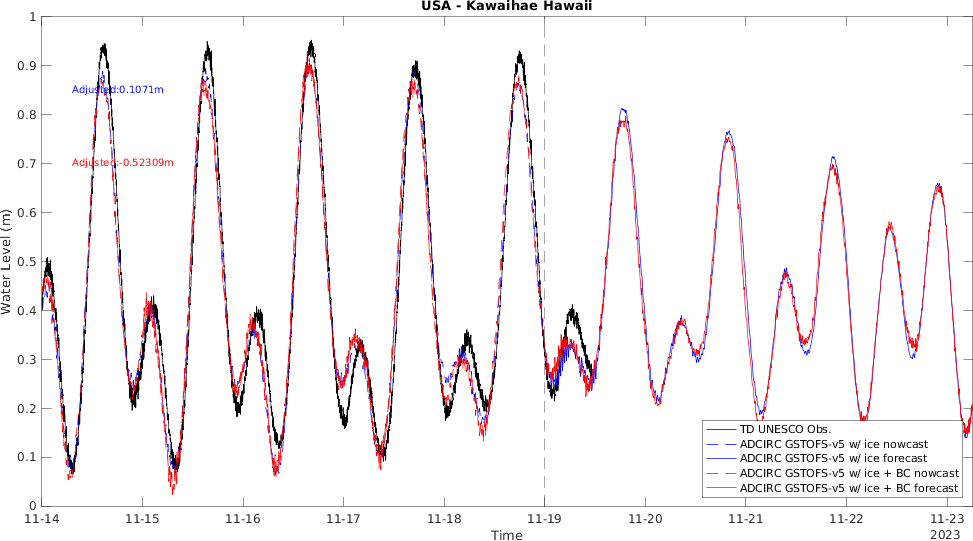 USA - Kawaihae Hawaii
1
0.9
0.8
0.7
0.6
0.5
0.4
0.3
0.2
0.1
0
Water Level (m)
Adjusted:0.1071m
Adjusted:-0.52309m
TD UNESCO Obs.
ADCIRC GSTOFS-v5 w/ ice nowcast
ADCIRC GSTOFS-v5 w/ ice forecast
ADCIRC GSTOFS-v5 w/ ice + BC nowcast
ADCIRC GSTOFS-v5 w/ ice + BC forecast
11-14 11-15 11-16 11-17 11-18 11-19 11-20 11-21 11-22 11-23
2023
Time